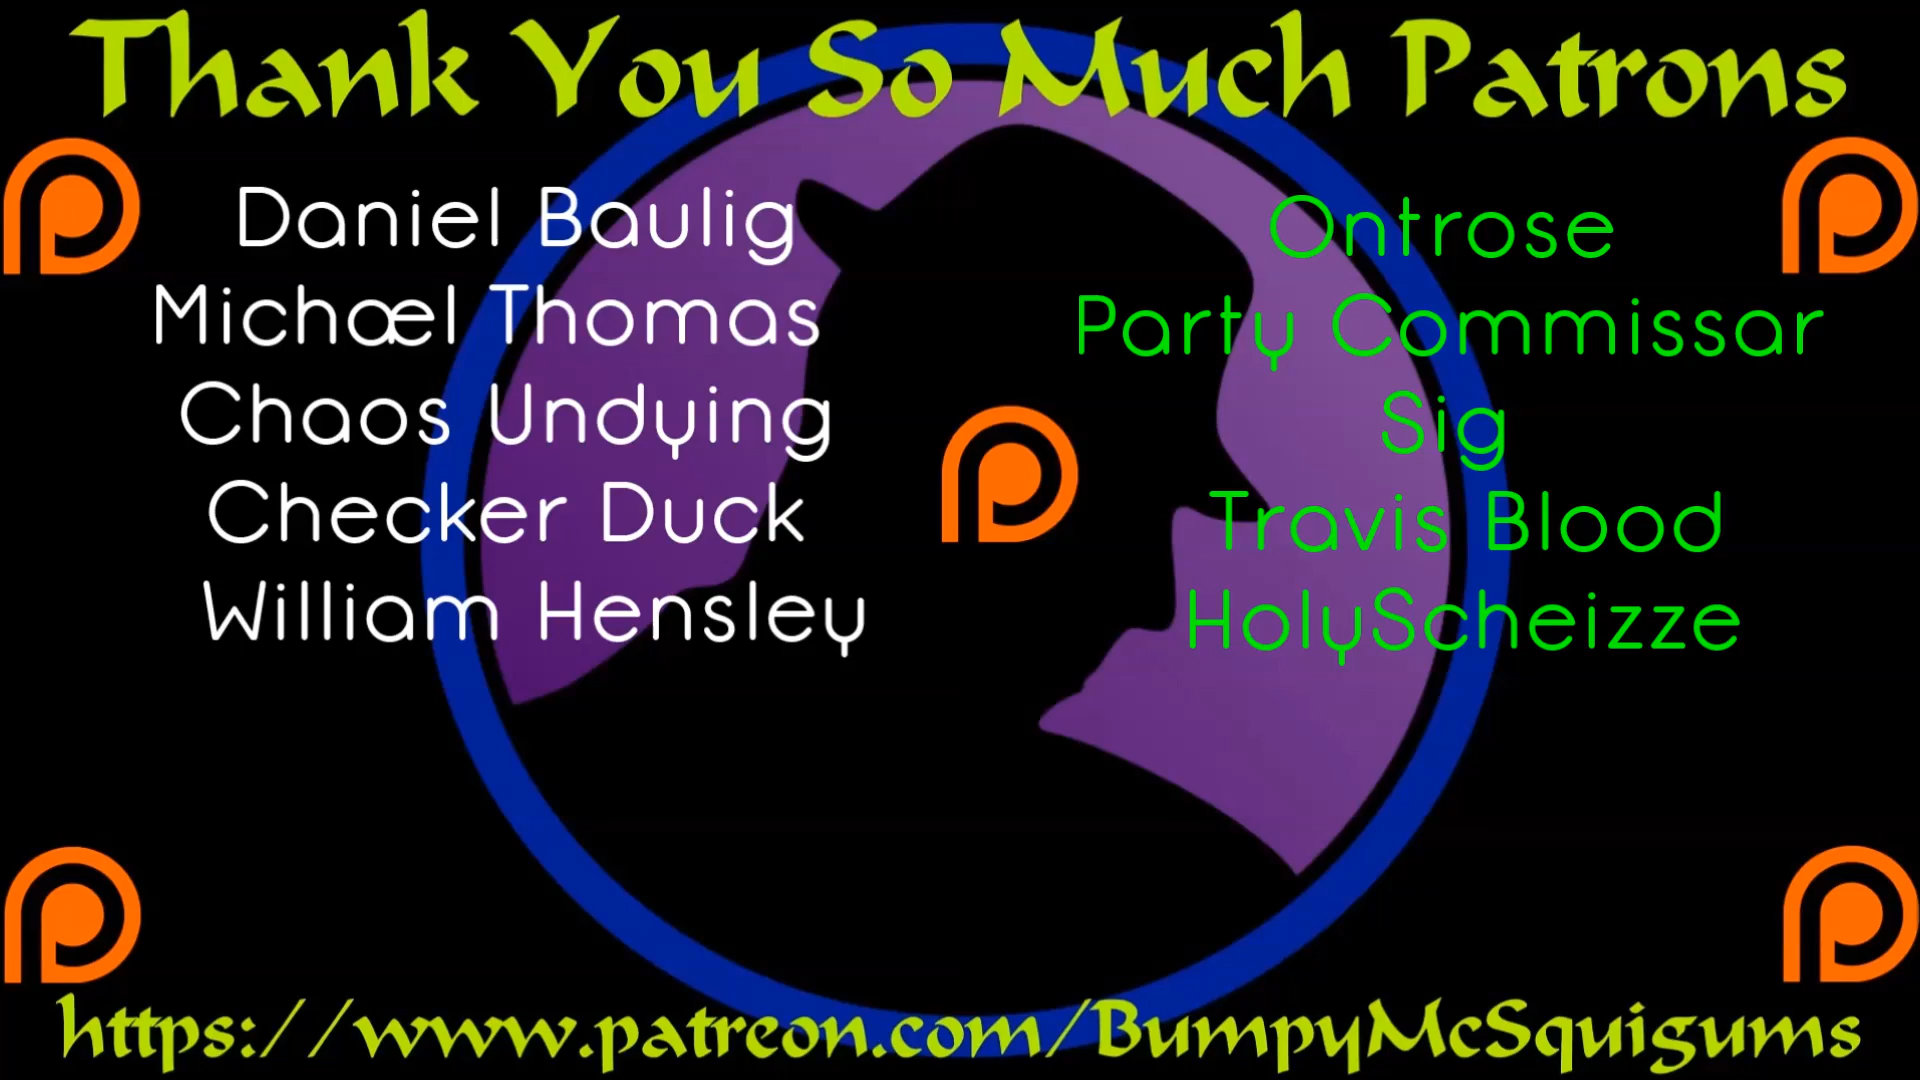 Thank You So Much Patrons
Daniel Baulig
Michæl Thomas
Chaos Undying
Checker Duck
William Hensley
Ontrose
Party Commissar
Sig
Travis Blood
HolyScheizze
https://www.patreon.com/BumpyMcSquigums